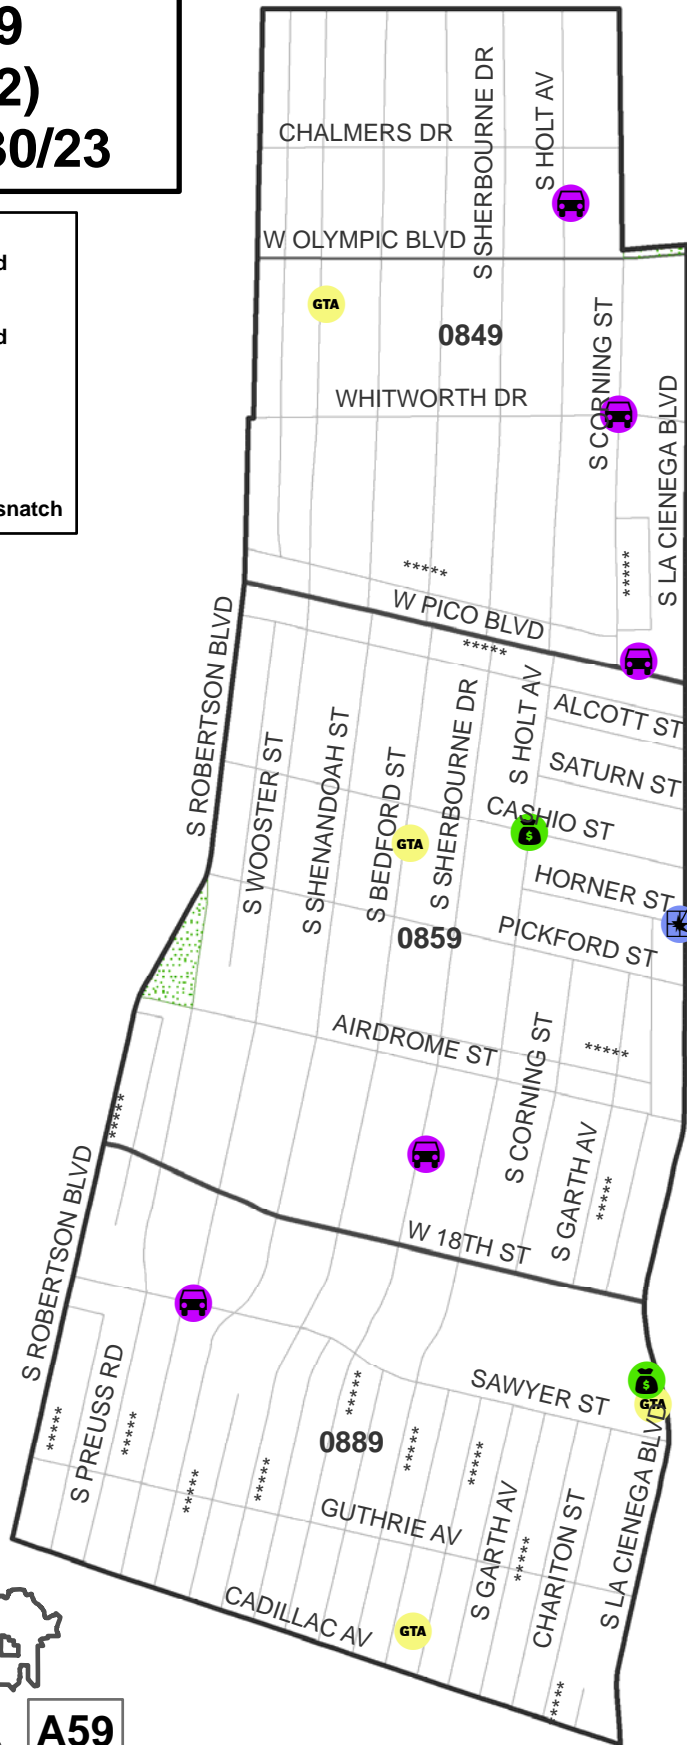 9
2)
30/23
d
d
snatch
CHALMERS DR
S SHERBOURNE DR
S HOLT AV
W OLYMPIC BLVD
GTA
0849
S CORNING ST
WHITWORTH DR
S LA CIENEGA BLVD
*****
*****
W PICO BLVD
*****
S ROBERTSON BLVD
S WOOSTER ST
S SHENANDOAH ST
S BEDFORD ST
S SHERBOURNE DR
S HOLT AV
ALCOTT ST
SATURN ST
CASHIO ST
$
GTA
HORNER ST
0859
PICKFORD ST
AIRDROME ST
S CORNING ST
*****
S GARTH AV
*****
*****
S ROBERTSON BLVD
W 18TH ST
SAWYER ST
$
GTA
S PREUSS RD
*****
*****
*****
*****
*****
*****
*****
0889
GUTHRIE AV
S GARTH AV
*****
CHARITON ST
S LA CIENEGA BLVD
CADILLAC AV
GTA
*****
A59